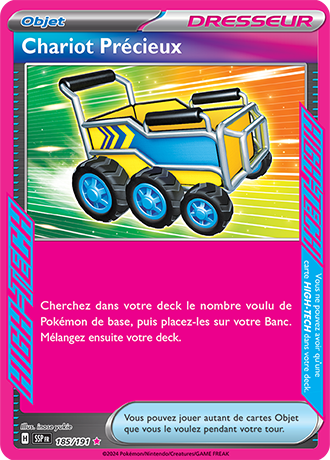 Objet
DRESSEUR
Chariot Précieux
HIGH-TECH
HIGH-TECH
Vous ne pouvez avoir qu'une
carte HIGH-TECH dans votre deck.
Cherchez dans votre deck le nombre voulu de
Pokémon de base, puis placez-les sur votre Banc.
Mélangez ensuite votre deck.
Illus. inose yukie
H SSP FR 185/191
Vous pouvez jouer autant de cartes Objet
que vous le voulez pendant votre tour.
©2024 Pokémon/Nintendo/Creatures/GAME FREAK